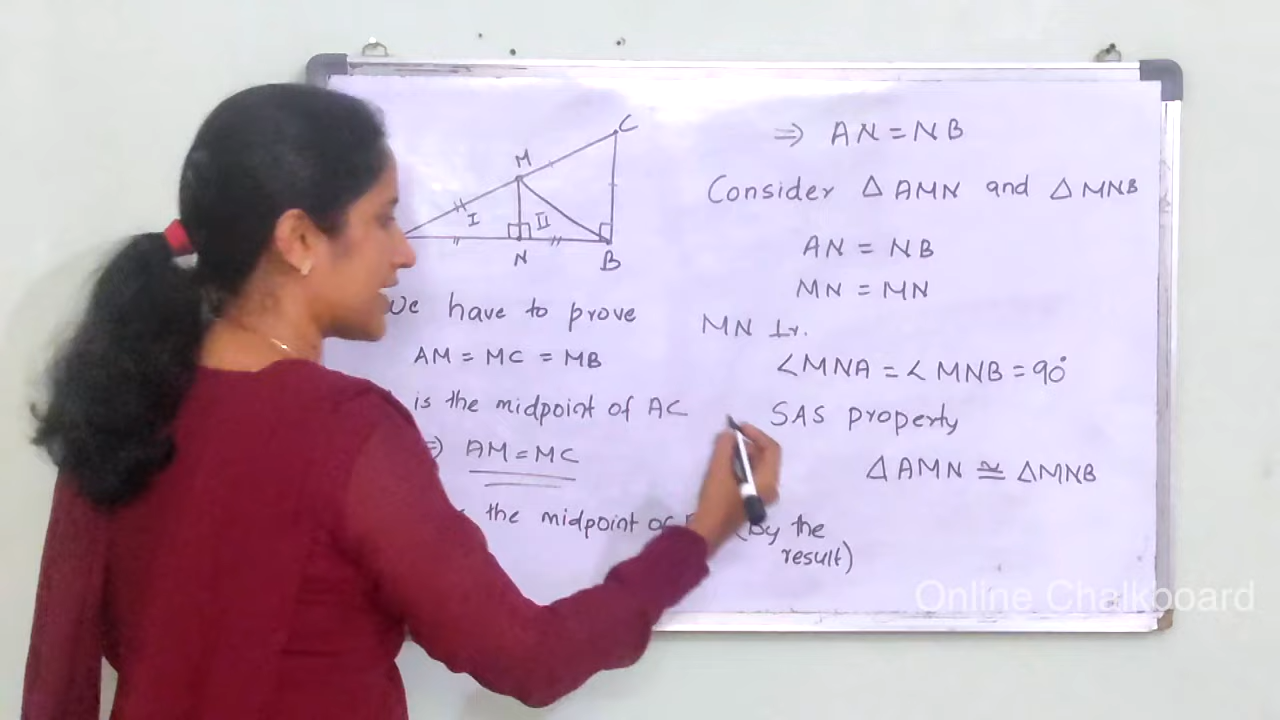 C
M
I II
N B
We have to prove
AM = MC = MB
is the midpoint of AC
⇒ AM = MC
the midpoint of (By the
result)
⇒ AN = NB
Consider △ AMN and △ MNB
AN = NB
MN = MN
MN ⊥r.
∠MNA = ∠MNB = 90°
SAS property
△ AMN ≅ △MNB
Online Chalkboard